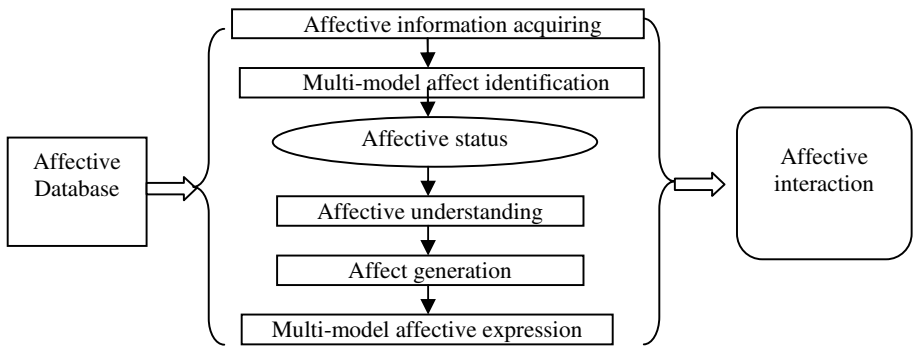 Affective information acquiring
Multi-model affect identification
Affective status
Affective
Database
Affective understanding
Affect generation
Multi-model affective expression
Affective
interaction